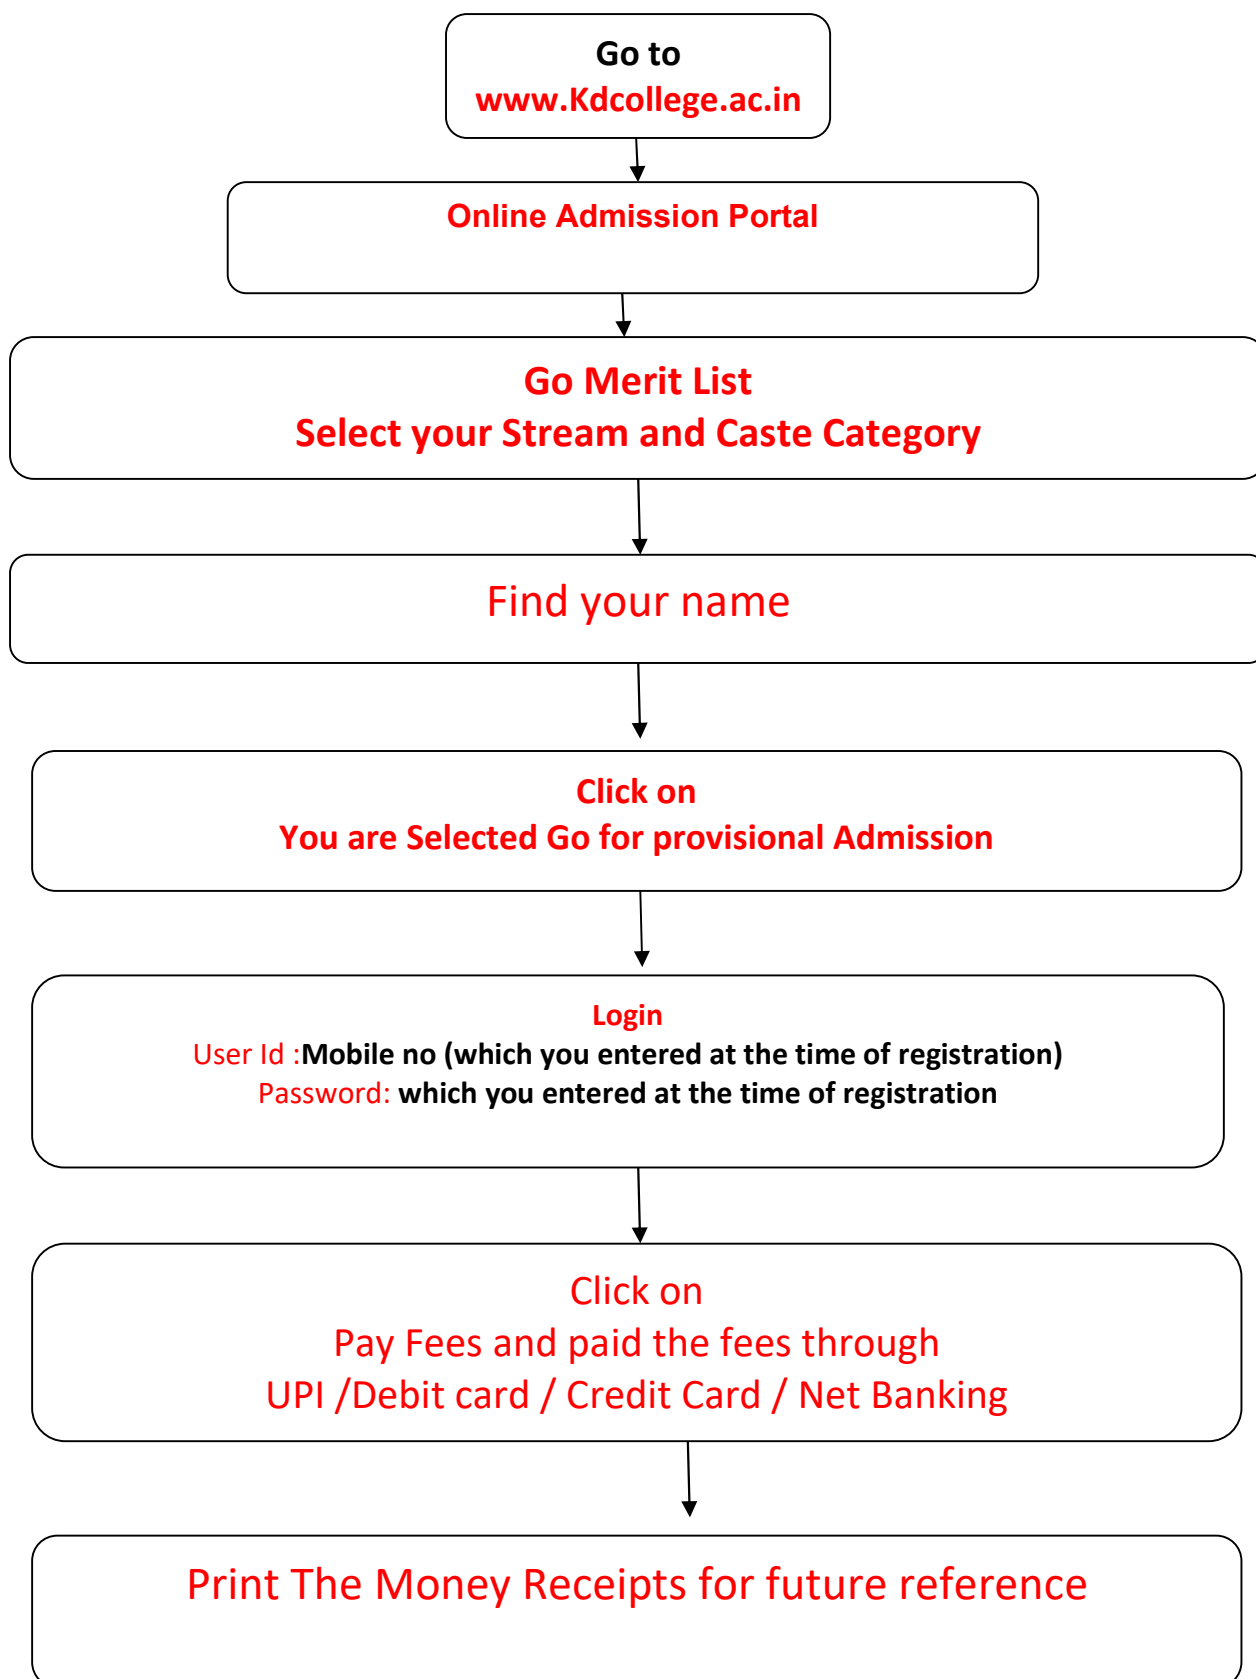 Go to
www.Kdcollege.ac.in
Online Admission Portal
Go Merit List
Select your Stream and Caste Category
Find your name
Click on
You are Selected Go for provisional Admission
Login
User Id :Mobile no (which you entered at the time of registration)
Password: which you entered at the time of registration
Click on
Pay Fees and paid the fees through
UPI /Debit card / Credit Card / Net Banking
Print The Money Receipts for future reference